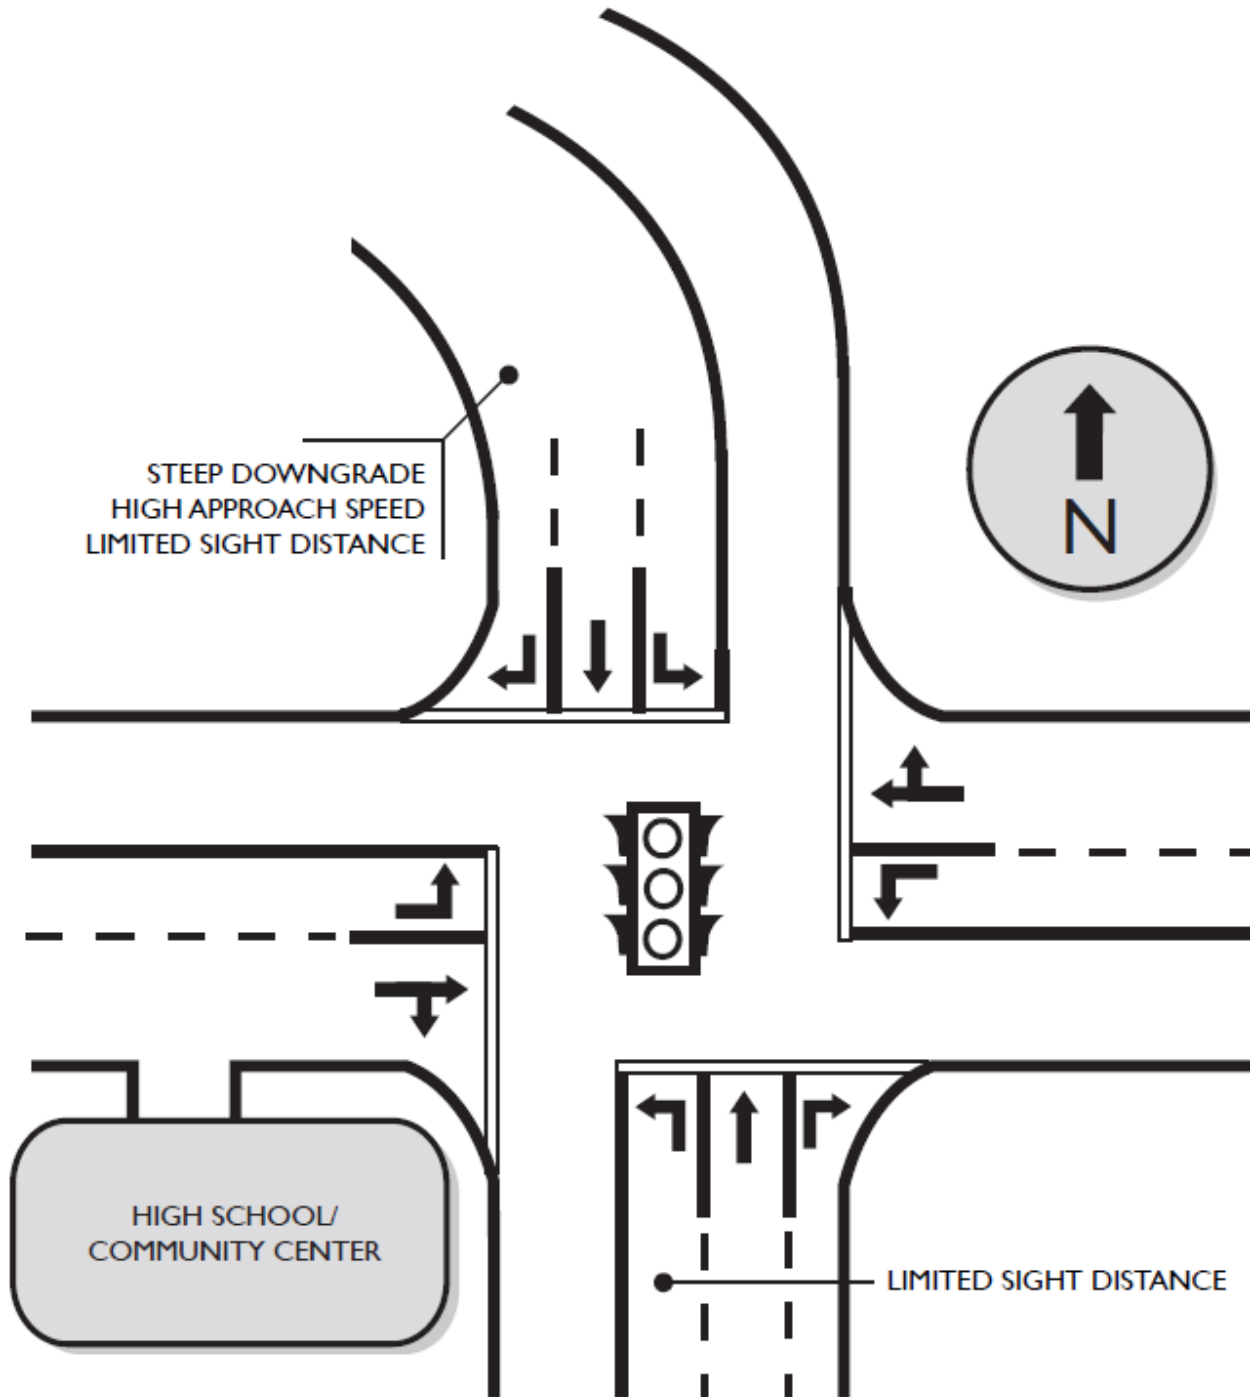 STEEP DOWNGRADE
HIGH APPROACH SPEED
LIMITED SIGHT DISTANCE
N
HIGH SCHOOL/
COMMUNITY CENTER
LIMITED SIGHT DISTANCE